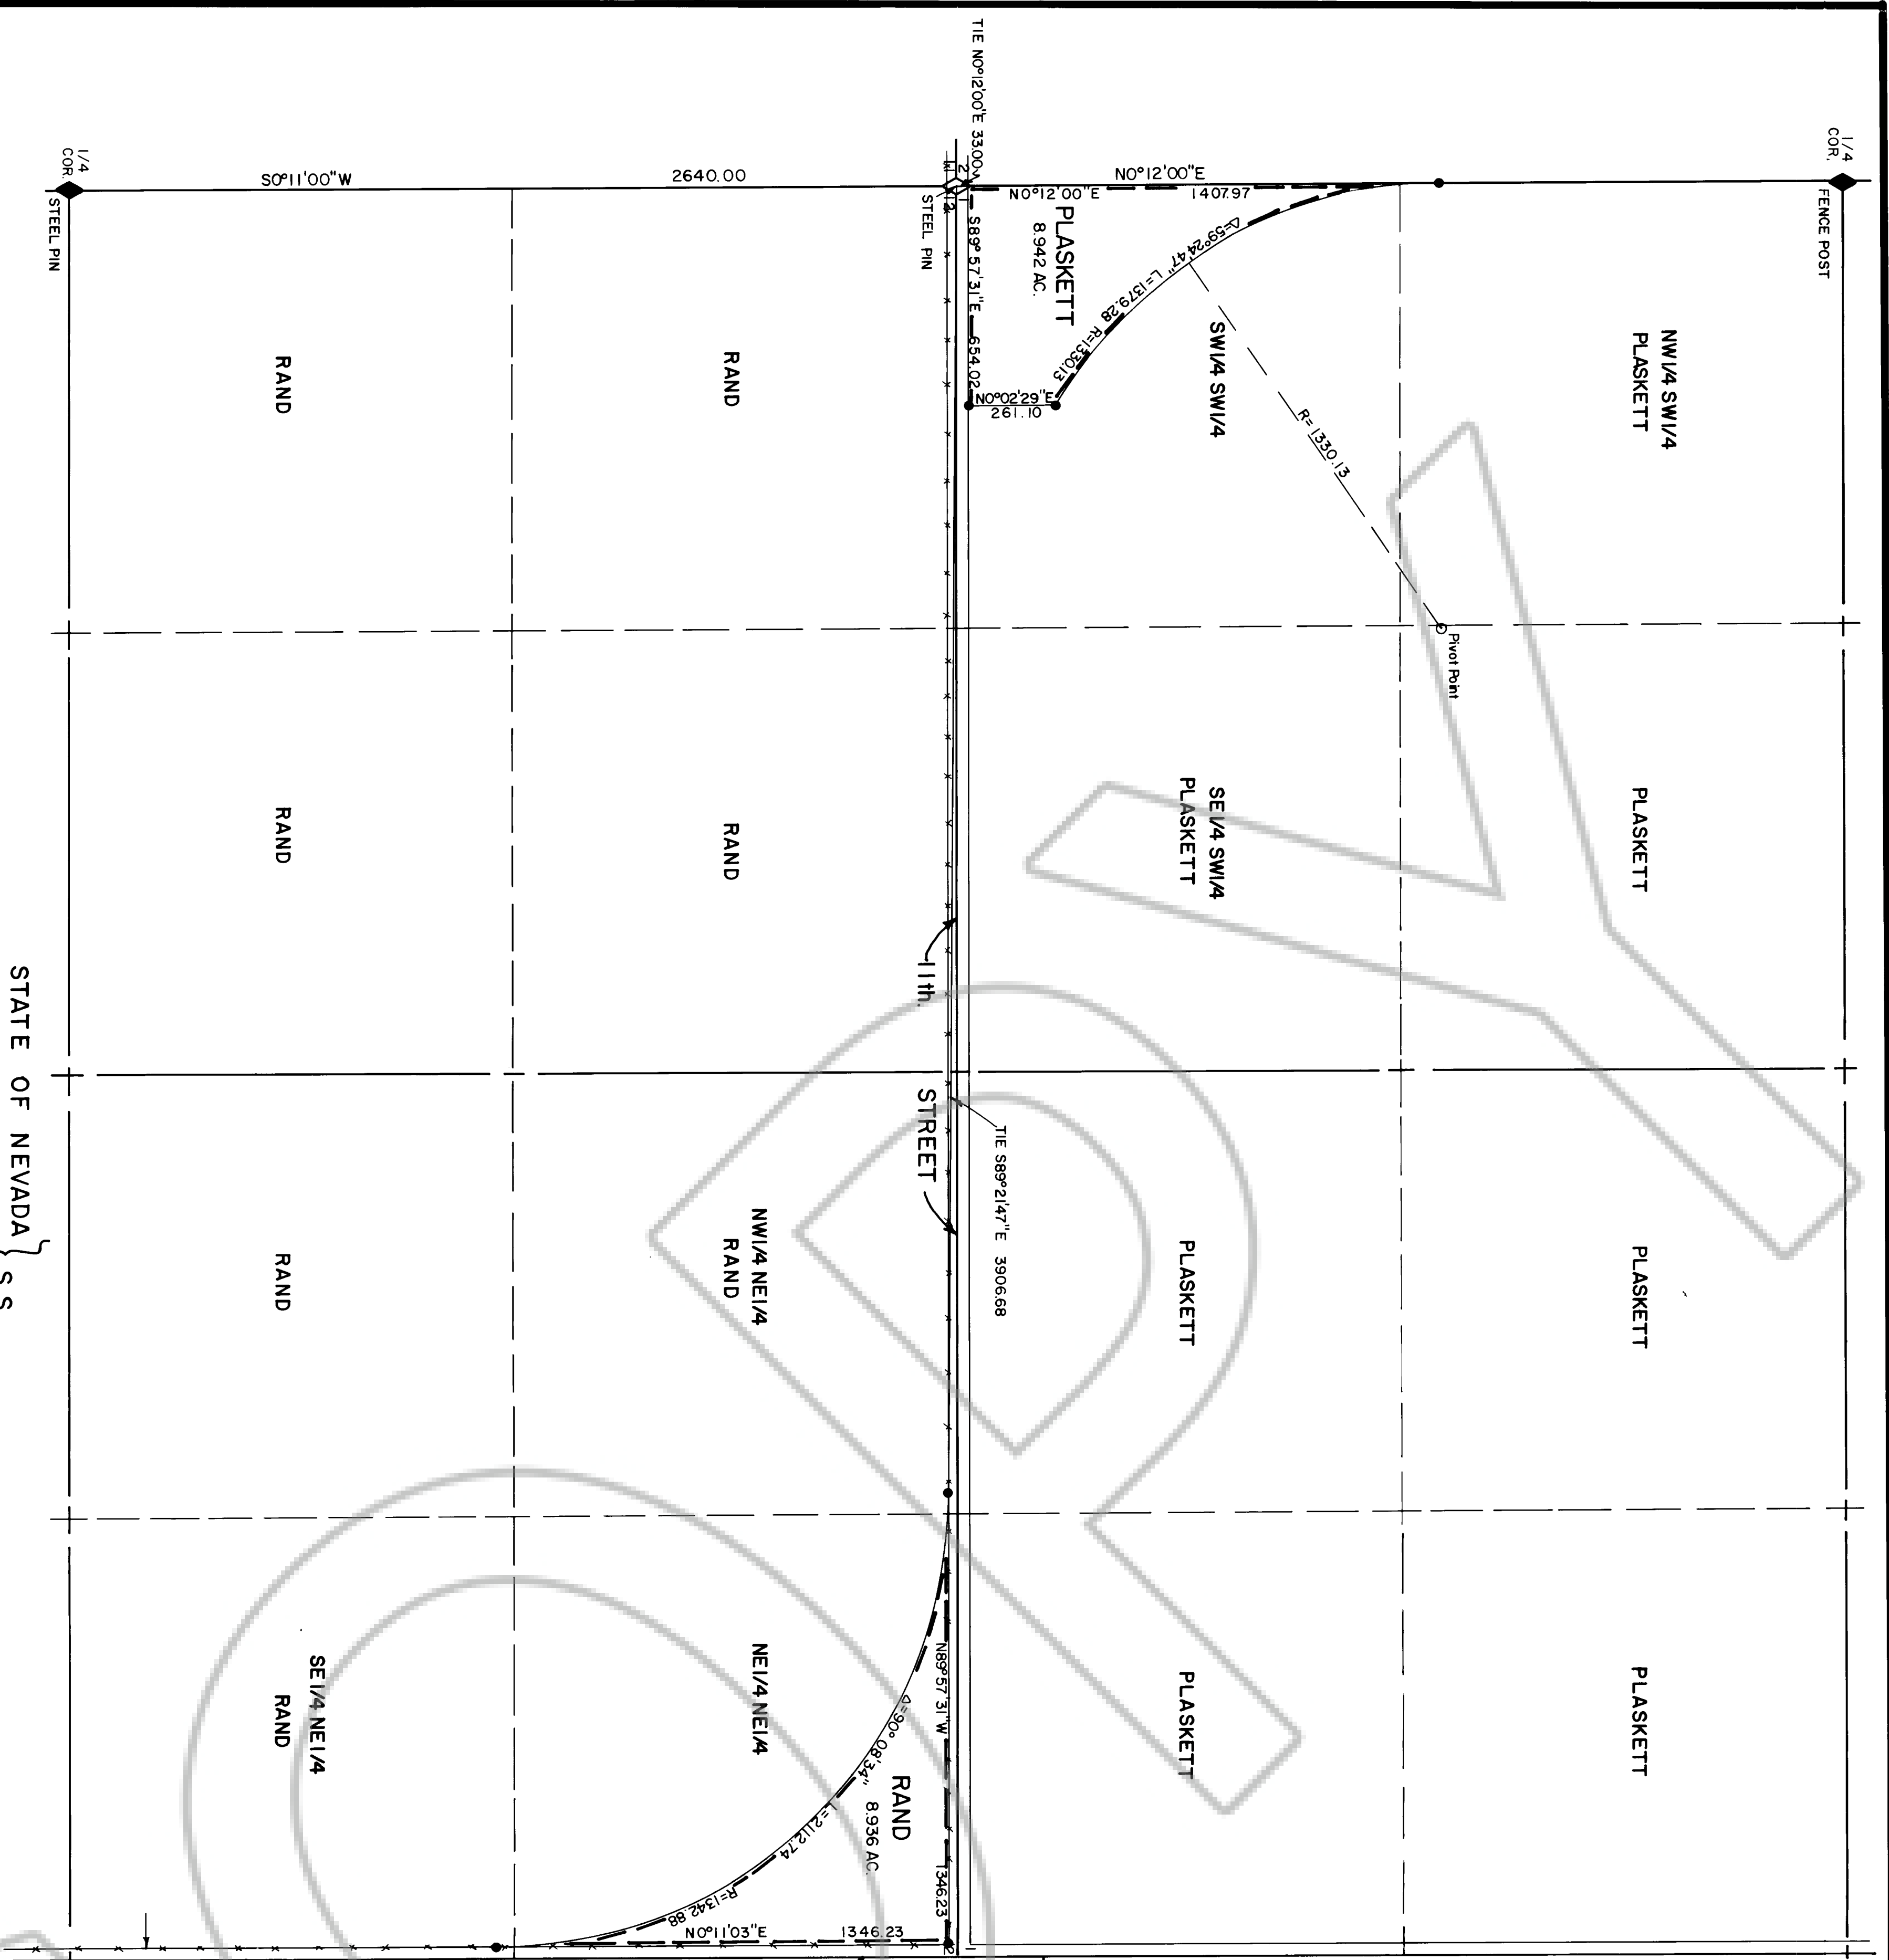 1/4
COR.
FENCE POST
NW1/4 SW1/4
PLASKETT
PLASKETT
PLASKETT
PLASKETT
TIE N0°12'00"E 33.00
N0°12'00"E
N0°12'00"E 1407.97
PLASKETT
8.942 AC.
Δ=59°24'47" L=1379.28 R=1330.13
S89°57'31"E 654.02
N0°02'29"E
261.10
SW1/4 SW1/4
R=1330.13
Pivot Point
SE1/4 SW1/4
PLASKETT
PLASKETT
PLASKETT
STEEL PIN
11th. STREET
TIE S89°21'47"E 3906.68
S0°11'00"W
2640.00
RAND
RAND
NW1/4 NE1/4
RAND
NE1/4 NE1/4
N89°57'31"W 1346.23
Δ=90°08'34" L=2112.74 R=1342.88
RAND
8.936 AC.
N0°11'03"E 1346.23
RAND
RAND
RAND
SE1/4 NE1/4
RAND
1/4
COR.
STEEL PIN
STATE OF NEVADA } S S